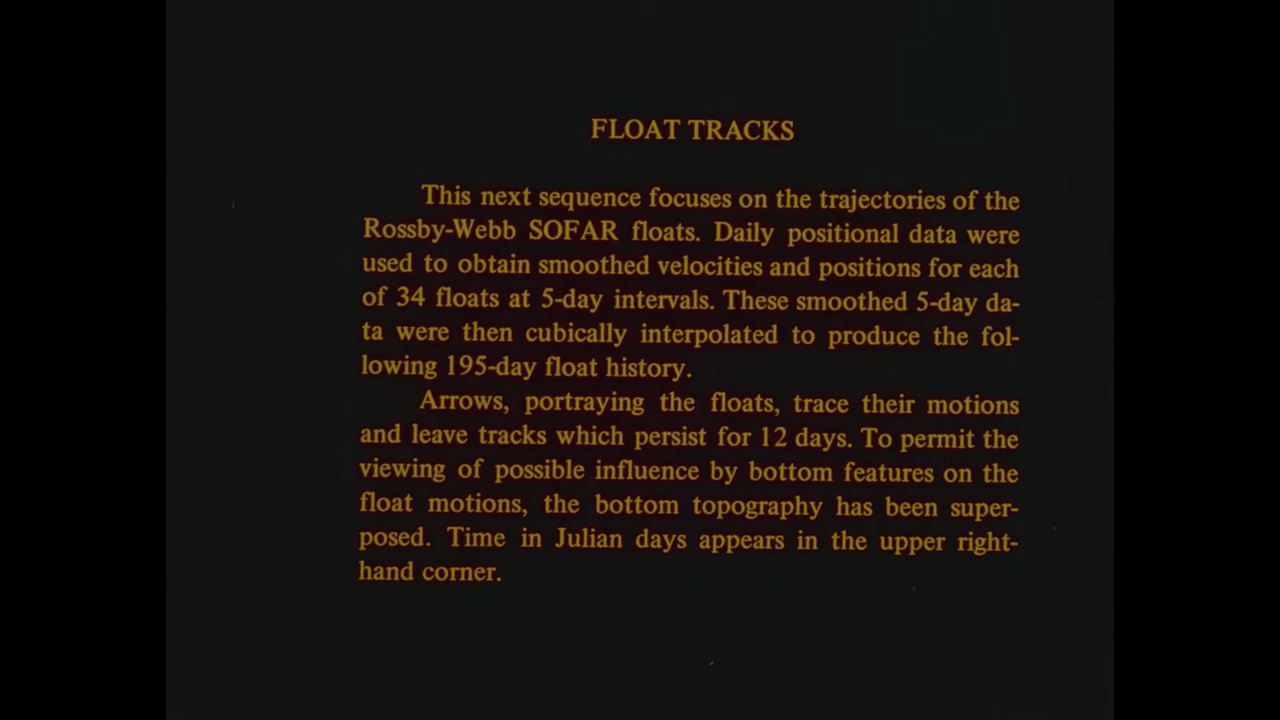 FLOAT TRACKS
This next sequence focuses on the trajectories of the
Rossby-Webb SOFAR floats. Daily positional data were
used to obtain smoothed velocities and positions for each
of 34 floats at 5-day intervals. These smoothed 5-day da-
ta were then cubically interpolated to produce the fol-
lowing 195-day float history.
Arrows, portraying the floats, trace their motions
and leave tracks which persist for 12 days. To permit the
viewing of possible influence by bottom features on the
float motions, the bottom topography has been super-
posed. Time in Julian days appears in the upper right-
hand corner.